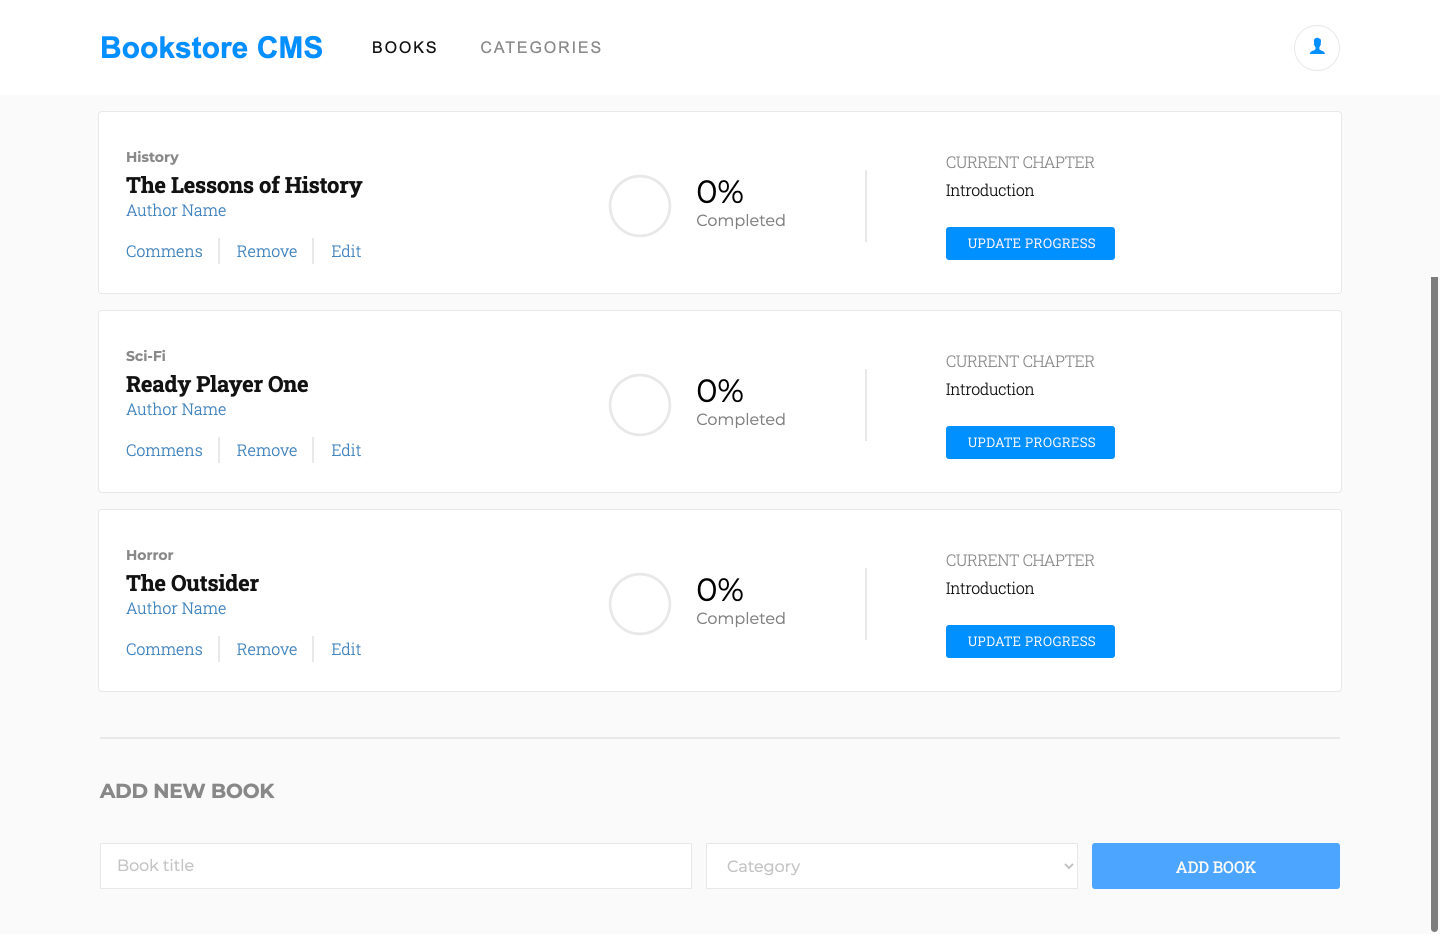 Bookstore CMS
BOOKS
CATEGORIES
History
The Lessons of History
Author Name
Commens
Remove
Edit
0%
Completed
CURRENT CHAPTER
Introduction
UPDATE PROGRESS
Sci-Fi
Ready Player One
Author Name
Commens
Remove
Edit
0%
Completed
CURRENT CHAPTER
Introduction
UPDATE PROGRESS
Horror
The Outsider
Author Name
Commens
Remove
Edit
0%
Completed
CURRENT CHAPTER
Introduction
UPDATE PROGRESS
ADD NEW BOOK
Book title
Category
ADD BOOK